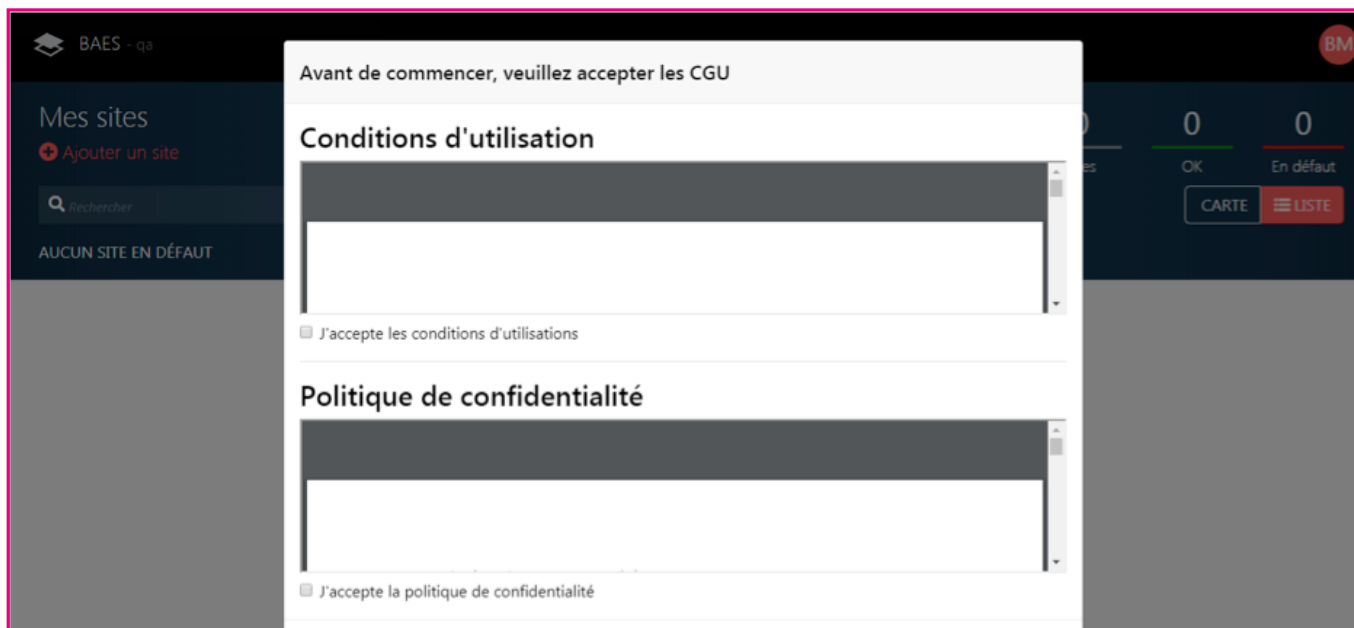 BAES - qa
BM
Avant de commencer, veuillez accepter les CGU
Mes sites
Ajouter un site
Rechercher
AUCUN SITE EN DÉFAUT
0
OK
0
En défaut
CARTE
LISTE
Conditions d'utilisation
J'accepte les conditions d'utilisations
Politique de confidentialité
J'accepte la politique de confidentialité